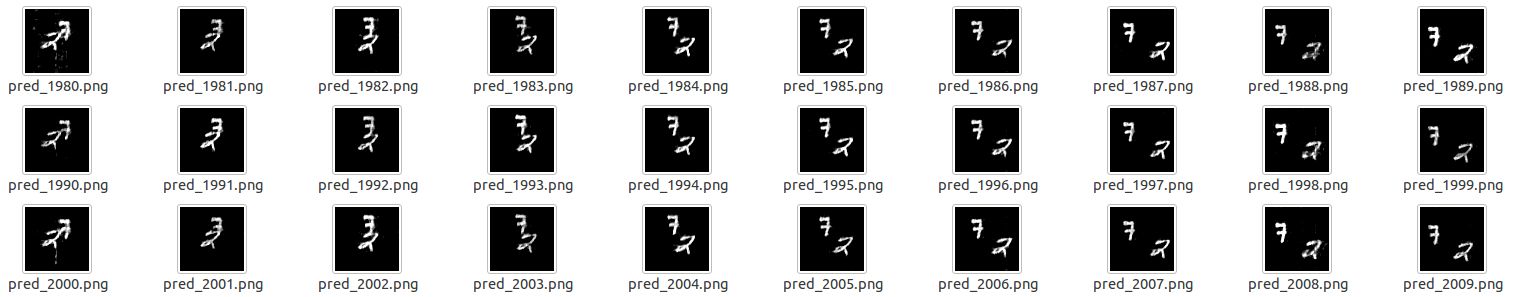 pred_1980.png pred_1981.png pred_1982.png pred_1983.png pred_1984.png pred_1985.png pred_1986.png pred_1987.png pred_1988.png pred_1989.png
pred_1990.png pred_1991.png pred_1992.png pred_1993.png pred_1994.png pred_1995.png pred_1996.png pred_1997.png pred_1998.png pred_1999.png
pred_2000.png pred_2001.png pred_2002.png pred_2003.png pred_2004.png pred_2005.png pred_2006.png pred_2007.png pred_2008.png pred_2009.png